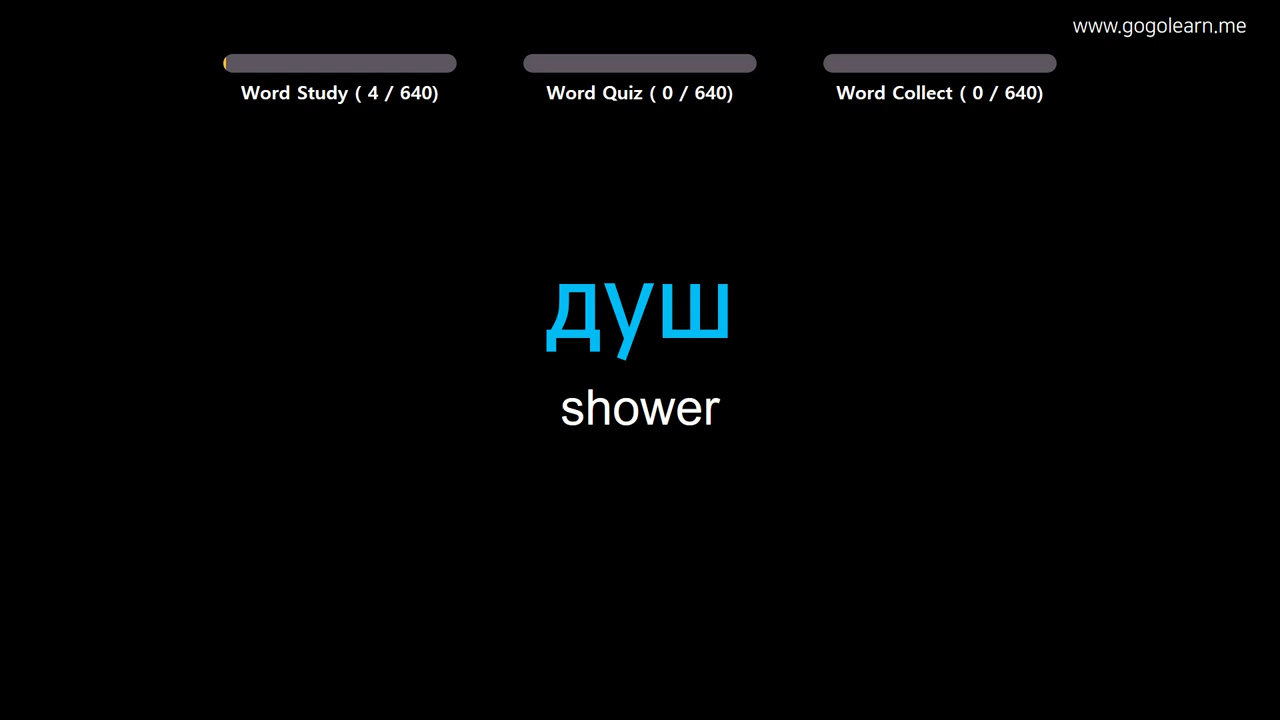 www.gogolearn.me
Word Study ( 4 / 640)
Word Quiz ( 0 / 640)
Word Collect ( 0 / 640)
душ
shower